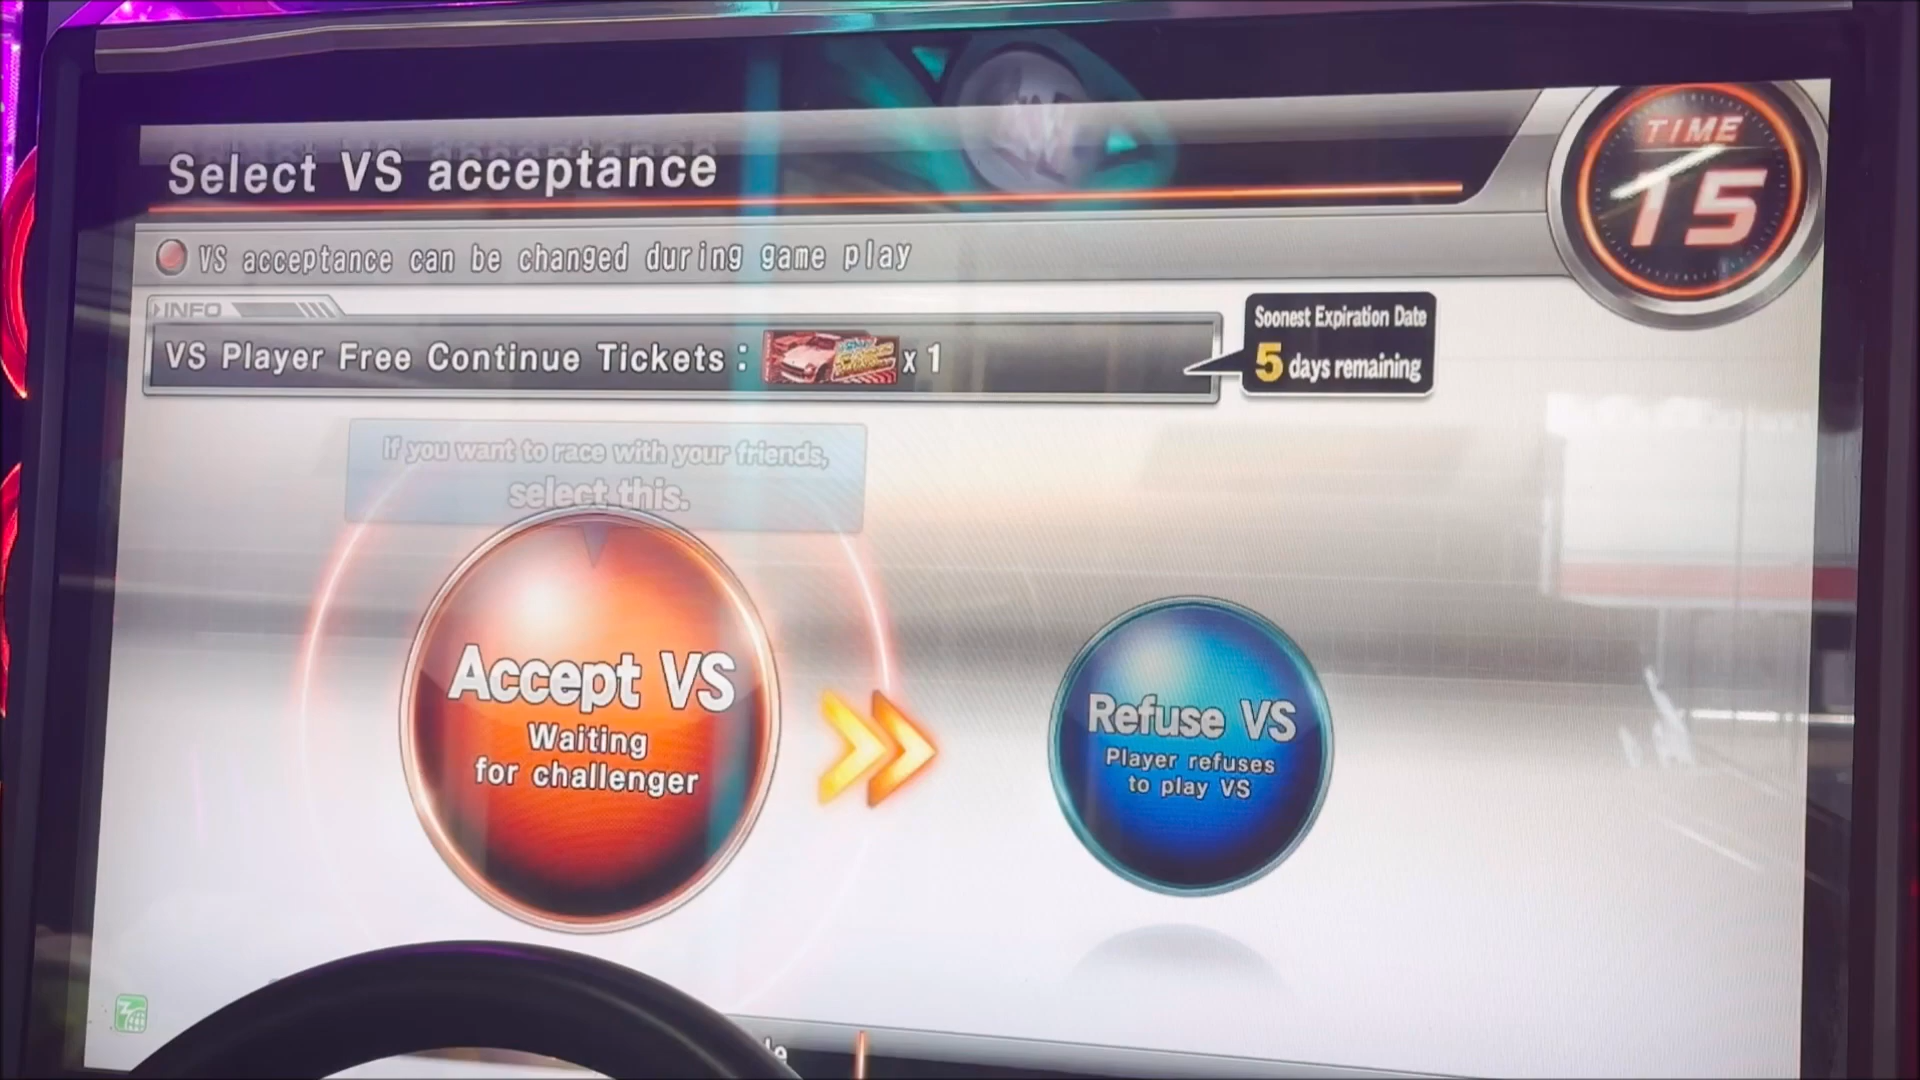 Select VS acceptance
TIME
15
VS acceptance can be changed during game play
INFO
VS Player Free Continue Tickets : x 1
Soonest Expiration Date
5 days remaining
If you want to race with your friends,
select this.
Accept VS
Waiting
for challenger
Refuse VS
Player refuses
to play VS